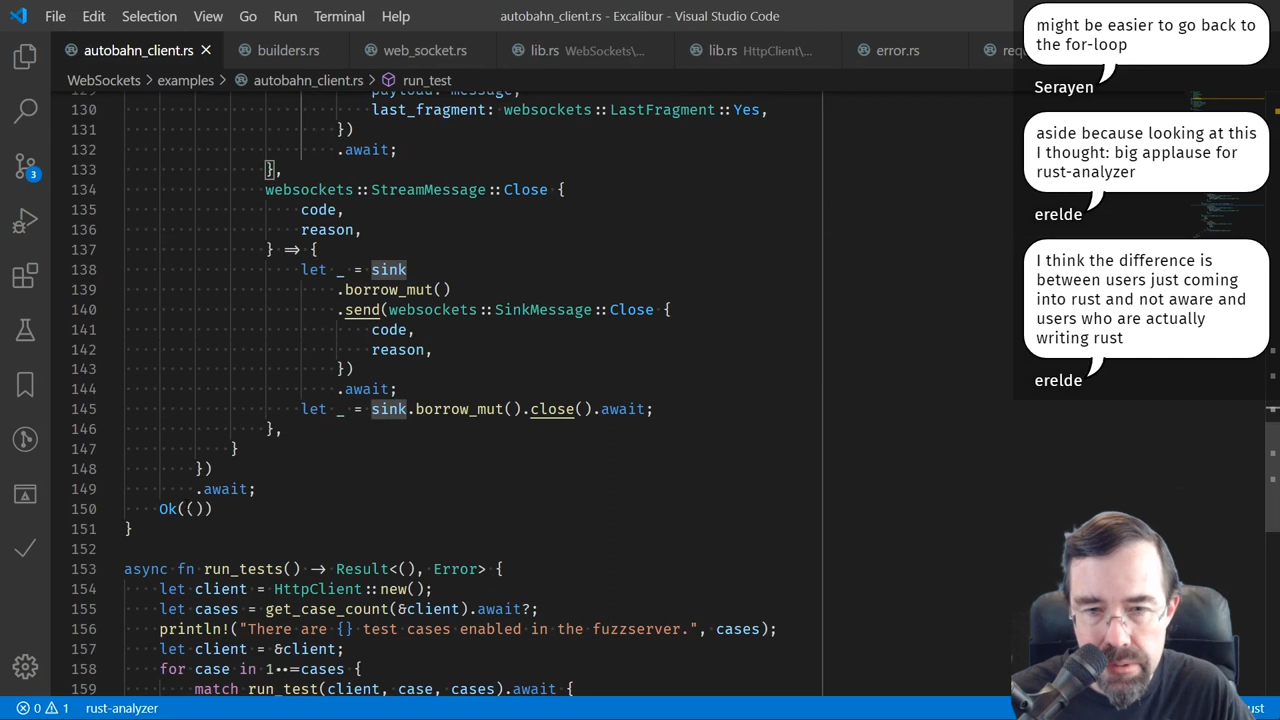 File Edit Selection View Go Run Terminal Help
autobahn_client.rs - Excalibur - Visual Studio Code
autobahn_client.rs × builders.rs web_socket.rs lib.rs WebSockets\... lib.rs HttpClient\... error.rs
WebSockets > examples > autobahn_client.rs > run_test
130 last_fragment: websockets::LastFragment::Yes,
131 })
132 .await;
133 },
134 websockets::StreamMessage::Close {
135 code,
136 reason,
137 } => {
138 let _ = sink
139 .borrow_mut()
140 .send(websockets::SinkMessage::Close {
141 code,
142 reason,
143 })
144 .await;
145 let _ = sink.borrow_mut().close().await;
146 },
147 }
148 })
149 .await;
150 Ok(())
151 }
152
153 async fn run_tests() -> Result<(), Error> {
154 let client = HttpClient::new();
155 let cases = get_case_count(&client).await?;
156 println!("There are {} test cases enabled in the fuzzserver.", cases);
157 let client = &client;
158 for case in 1..=cases {
159 match run_test(client, case, cases).await {
3
0 1 rust-analyzer
might be easier to go back to
the for-loop
Serayen
aside because looking at this
I thought: big applause for
rust-analyzer
erelde
I think the difference is
between users just coming
into rust and not aware and
users who are actually
writing rust
erelde